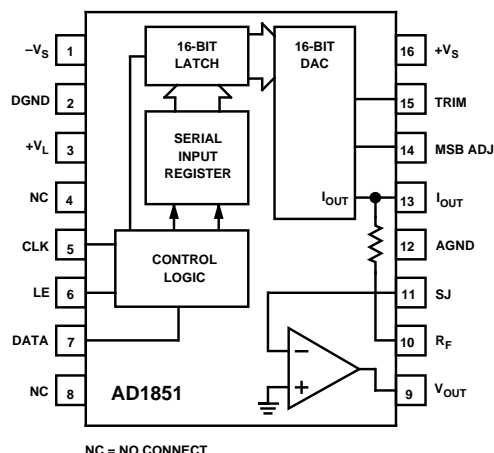 –VS 1
DGND 2
+VL 3
NC 4
CLK 5
LE 6
DATA 7
NC 8
16-BIT
LATCH
16-BIT
DAC
SERIAL
INPUT
REGISTER
CONTROL
LOGIC
IOUT
–
+
AD1851
16 +VS
15 TRIM
14 MSB ADJ
13 IOUT
12 AGND
11 SJ
10 RF
9 VOUT
NC = NO CONNECT